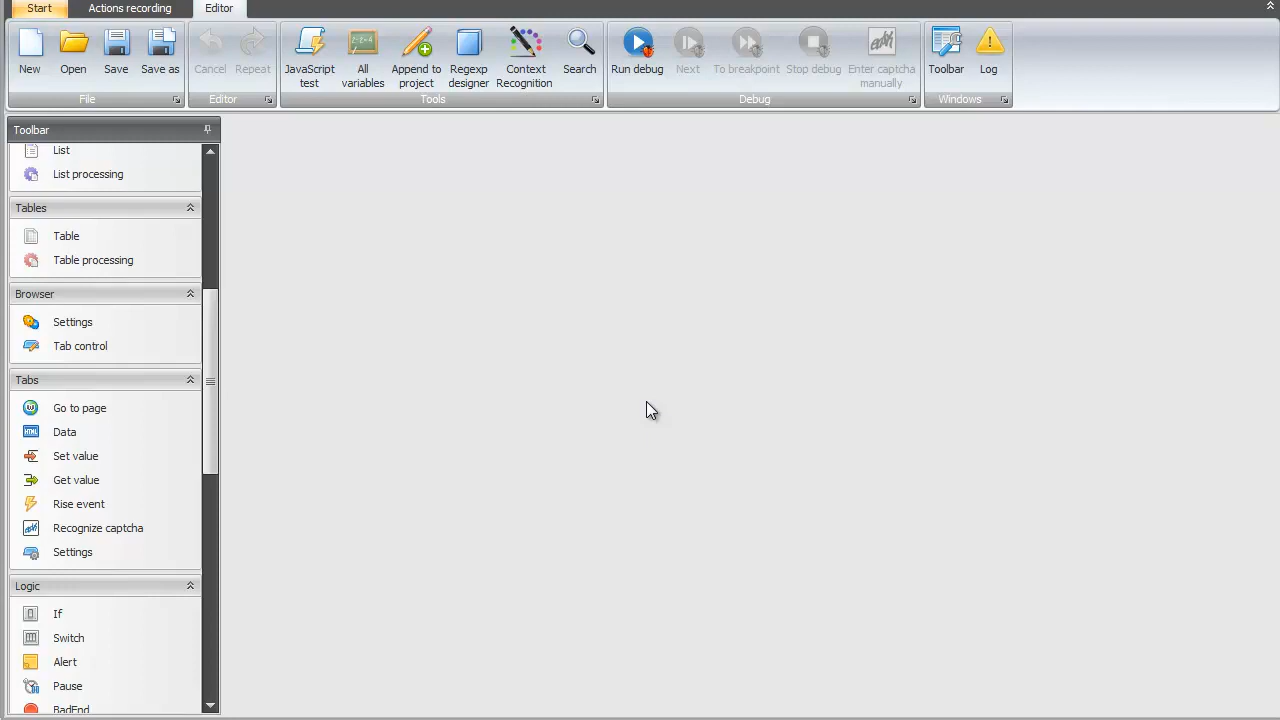 Start Actions recording Editor
New Open Save Save as Cancel Repeat JavaScript test All variables Append to project Regexp designer Context Recognition Search Run debug Next To breakpoint Stop debug Enter captcha manually Toolbar Log
File Editor Tools Debug Windows
Toolbar
List
List processing
Tables
Table
Table processing
Browser
Settings
Tab control
Tabs
Go to page
Data
Set value
Get value
Rise event
Recognize captcha
Settings
Logic
If
Switch
Alert
Pause
BadEnd